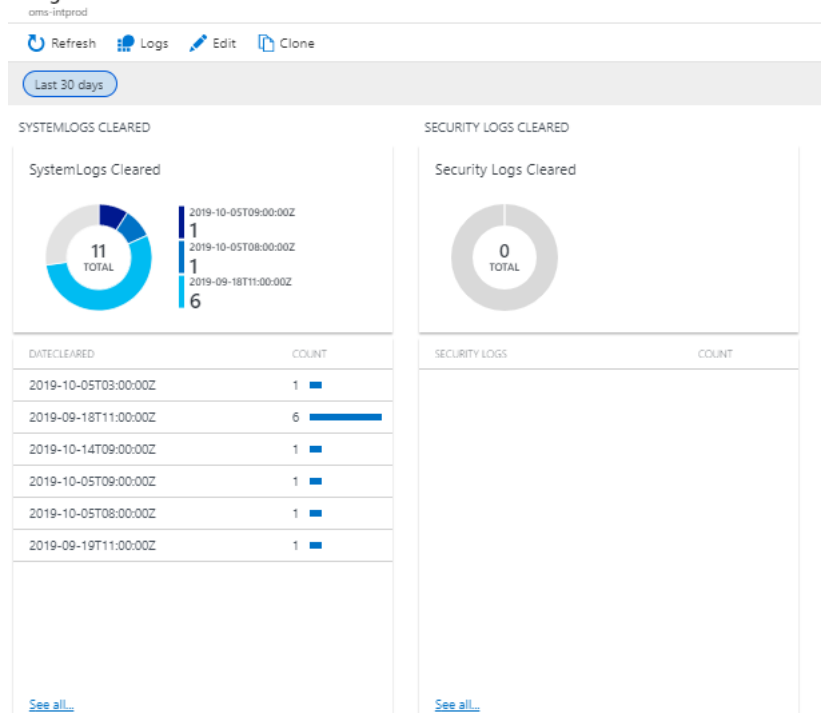 oms-intprod
Refresh Logs Edit Clone
Last 30 days
SYSTEMLOGS CLEARED
SystemLogs Cleared
11
TOTAL
2019-10-05T09:00:00Z
1
2019-10-05T08:00:00Z
1
2019-09-18T11:00:00Z
6
DATECLEARED COUNT
2019-10-05T03:00:00Z 1
2019-09-18T11:00:00Z 6
2019-10-14T09:00:00Z 1
2019-10-05T09:00:00Z 1
2019-10-05T08:00:00Z 1
2019-09-19T11:00:00Z 1
See all...
SECURITY LOGS CLEARED
Security Logs Cleared
0
TOTAL
SECURITY LOGS COUNT
See all...